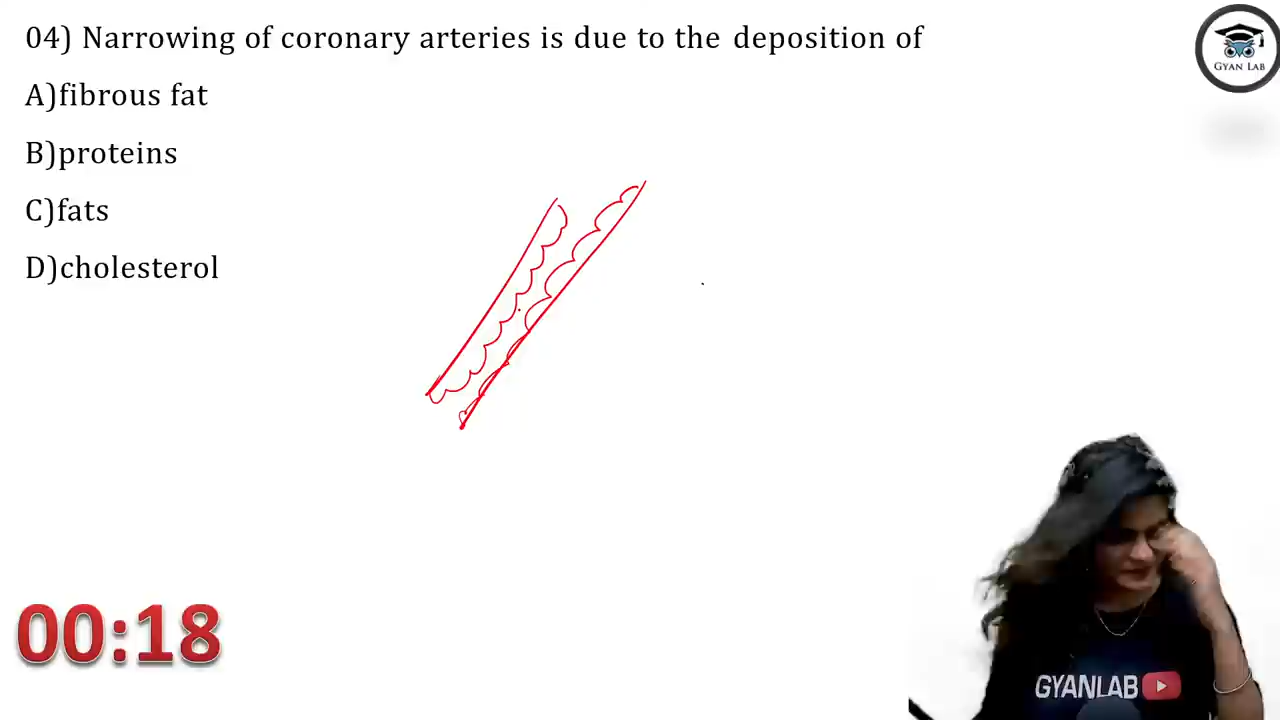 04) Narrowing of coronary arteries is due to the deposition of
A)fibrous fat
B)proteins
C)fats
D)cholesterol
GYAN LAB
00:18
GYANLAB